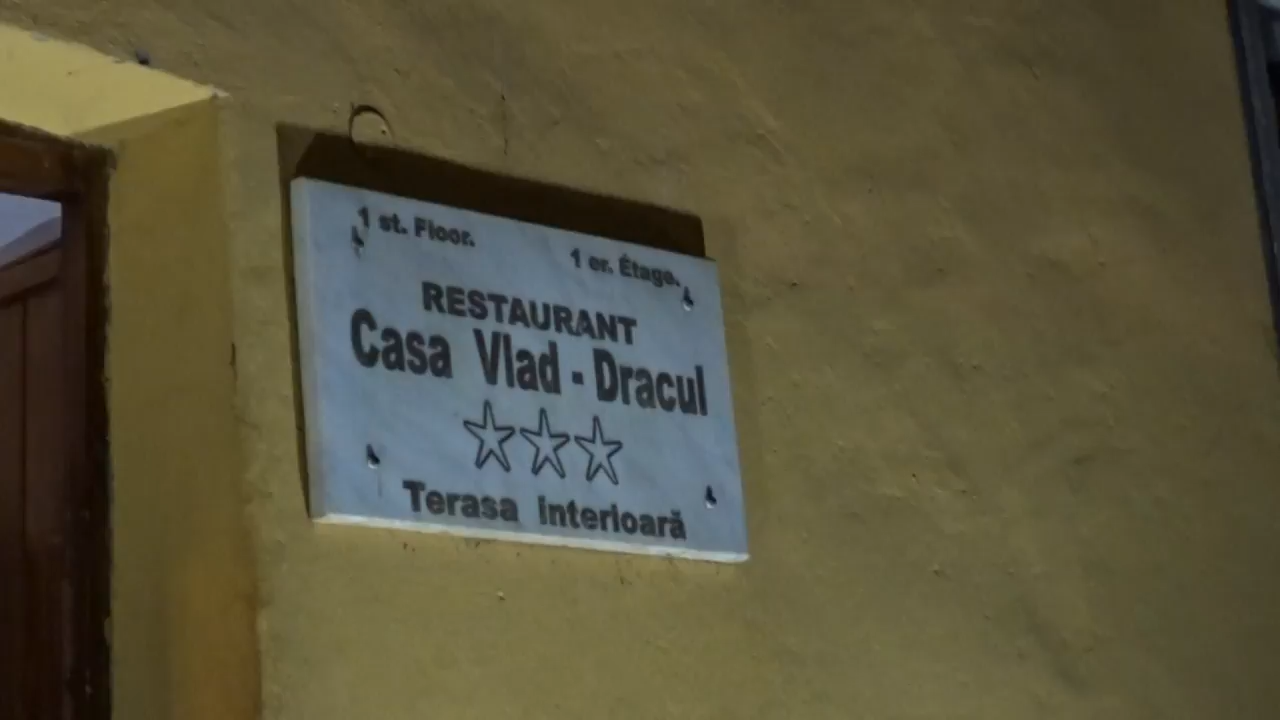 1 st. Floor.
1 er. Étage.
RESTAURANT
Casa Vlad - Dracul
Terasa interioară